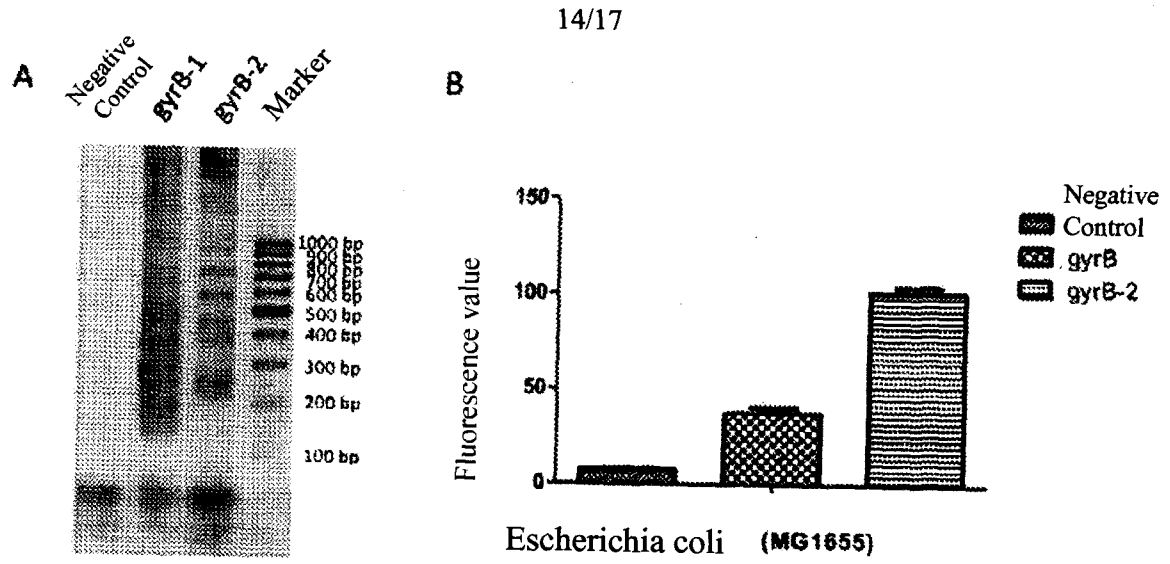 14/17
A
Negative
Control
gyrB-1
gyrB-2
Marker
1000 bp
900 bp
800 bp
700 bp
600 bp
500 bp
400 bp
300 bp
200 bp
100 bp
B
150
100
50
0
Fluorescence value
Negative
Control
gyrB
gyrB-2
Escherichia coli (MG1655)